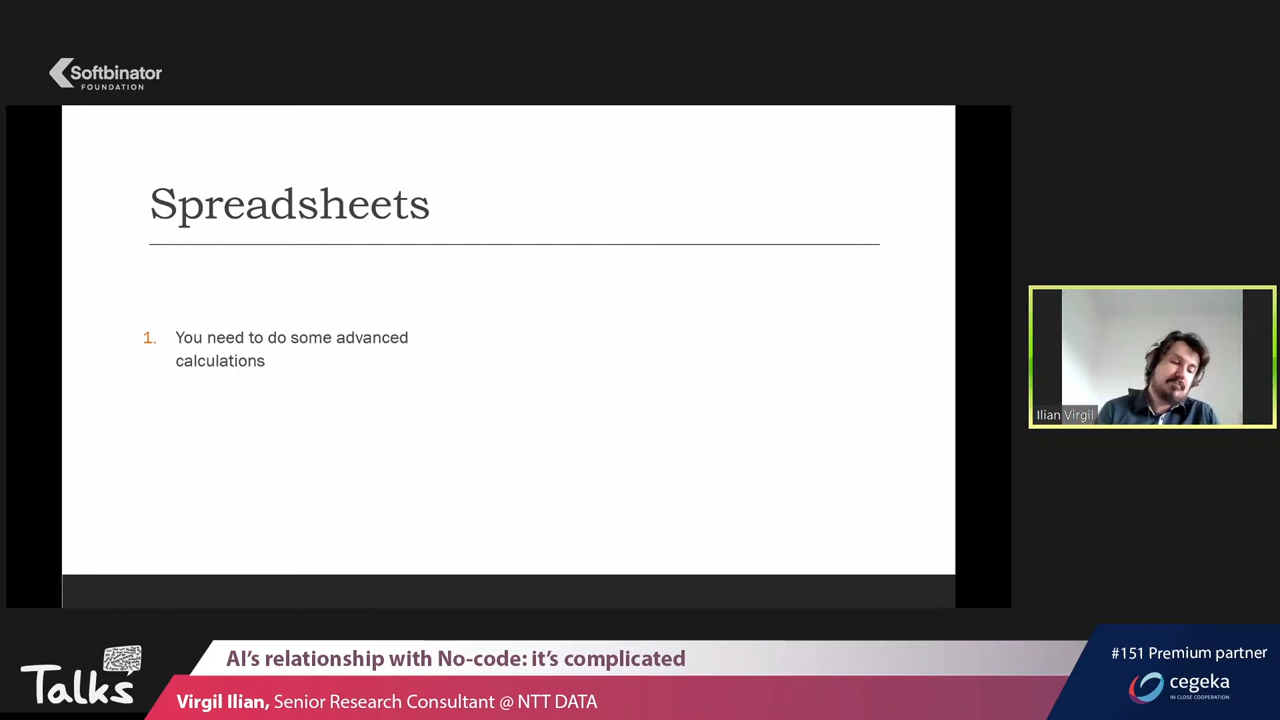 Softbinator
FOUNDATION
Spreadsheets
1. You need to do some advanced
calculations
Ilian Virgil
Talks
AI's relationship with No-code: it's complicated
Virgil Ilian, Senior Research Consultant @ NTT DATA
#151 Premium partner
cegeka
IN CLOSE COOPERATION